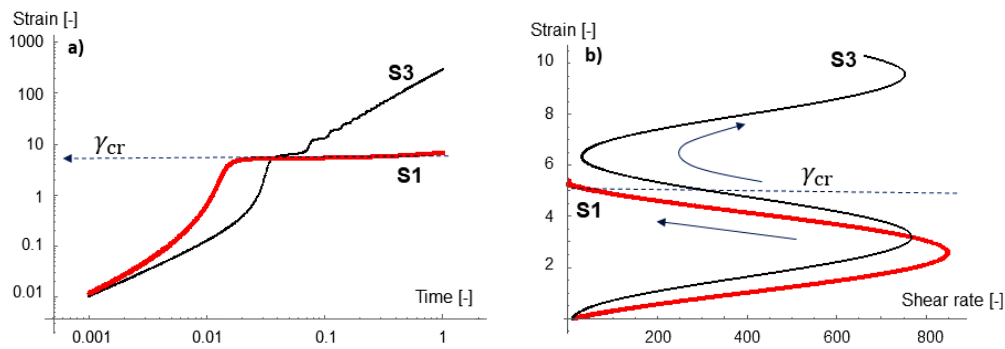 Strain [-]
1000
a)
S3
100
10
γcr
1
S1
0.1
0.01
Time [-]
0.001
0.01
0.1
1
Strain [-]
10
b)
S3
8
6
γcr
S1
4
2
Shear rate [-]
200
400
600
800